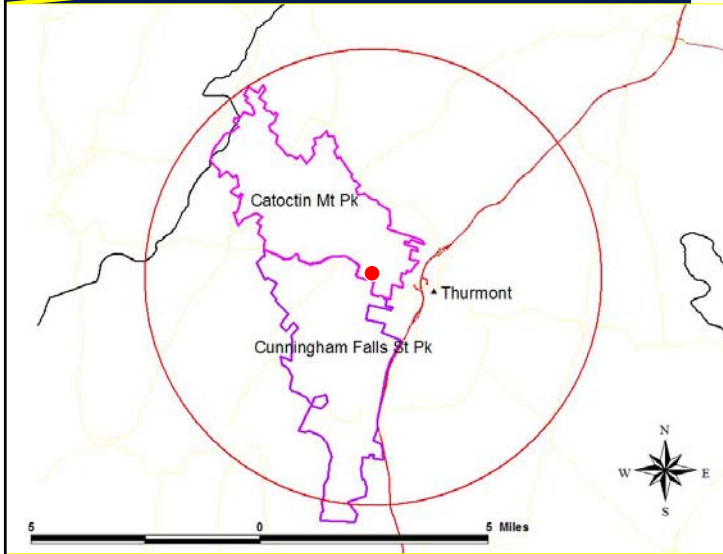 Catoctin Mt Pk
Thurmont
Cunningham Falls St Pk
N
W E
S
5 0 5 Miles